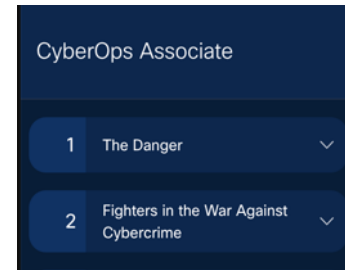 CyberOps Associate
1 The Danger
2 Fighters in the War Against
Cybercrime